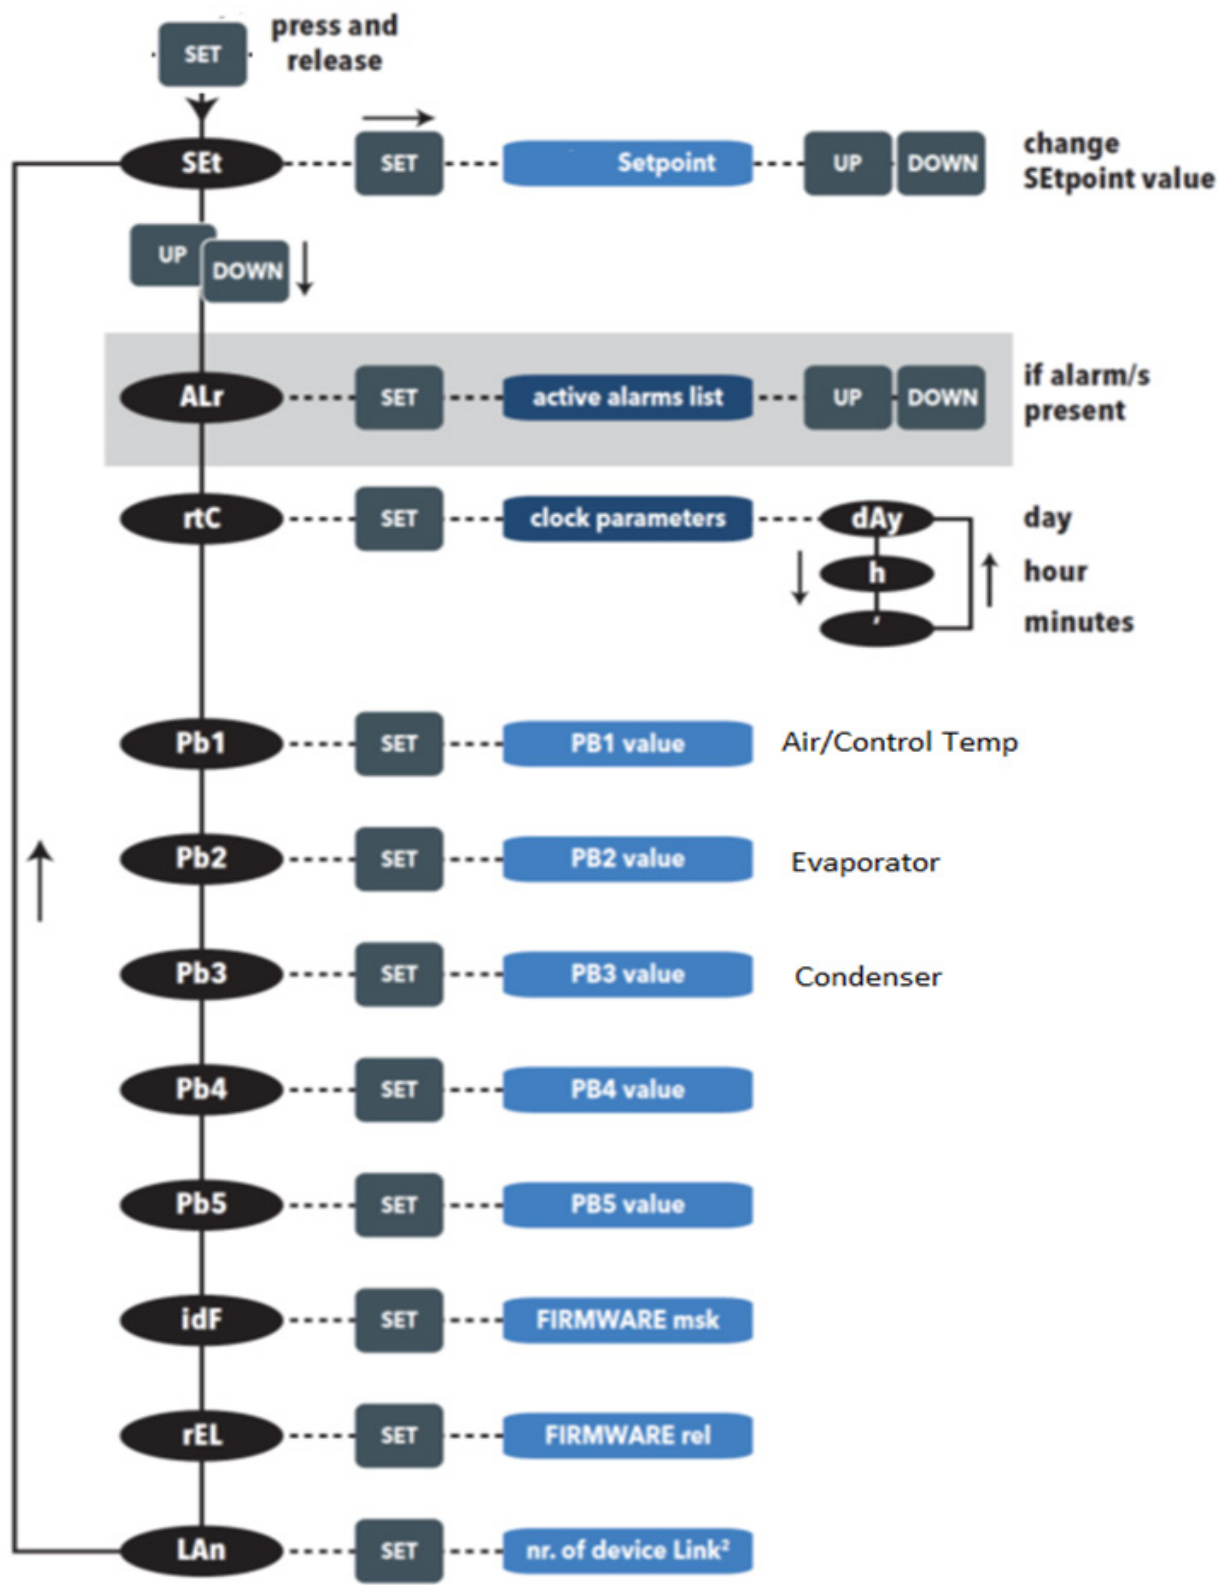 press and
release
SET
SEt
SET
Setpoint
UP
DOWN
change
SEtpoint value
UP
DOWN
ALr
SET
active alarms list
UP
DOWN
if alarm/s
present
rtC
SET
clock parameters
dAy
day
h
hour
'
minutes
Pb1
SET
PB1 value
Air/Control Temp
Pb2
SET
PB2 value
Evaporator
Pb3
SET
PB3 value
Condenser
Pb4
SET
PB4 value
Pb5
SET
PB5 value
idF
SET
FIRMWARE msk
rEL
SET
FIRMWARE rel
LAn
SET
nr. of device Link²